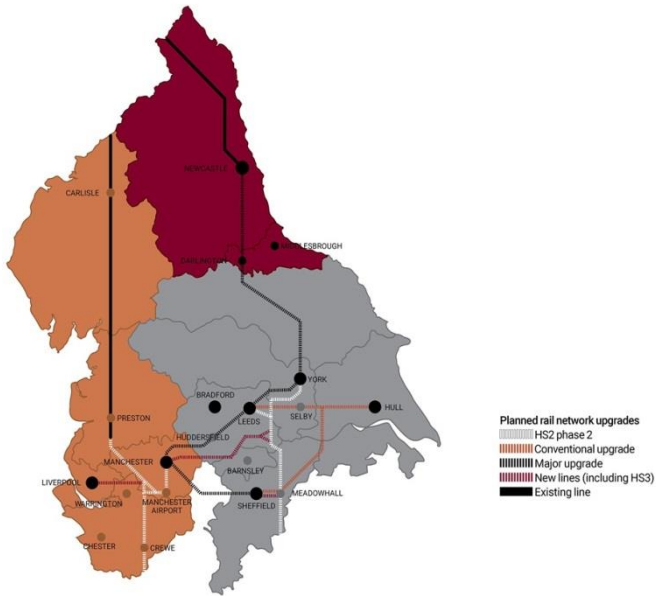 NEWCASTLE
CARLISLE
MIDDLESBROUGH
DARLINGTON
YORK
BRADFORD
LEEDS
SELBY
HULL
PRESTON
HUDDERSFIELD
MANCHESTER
BARNSLEY
LIVERPOOL
WARRINGTON
MANCHESTER
AIRPORT
SHEFFIELD
MEADOWHALL
CHESTER
CREWE
Planned rail network upgrades
HS2 phase 2
Conventional upgrade
Major upgrade
New lines (including HS3)
Existing line